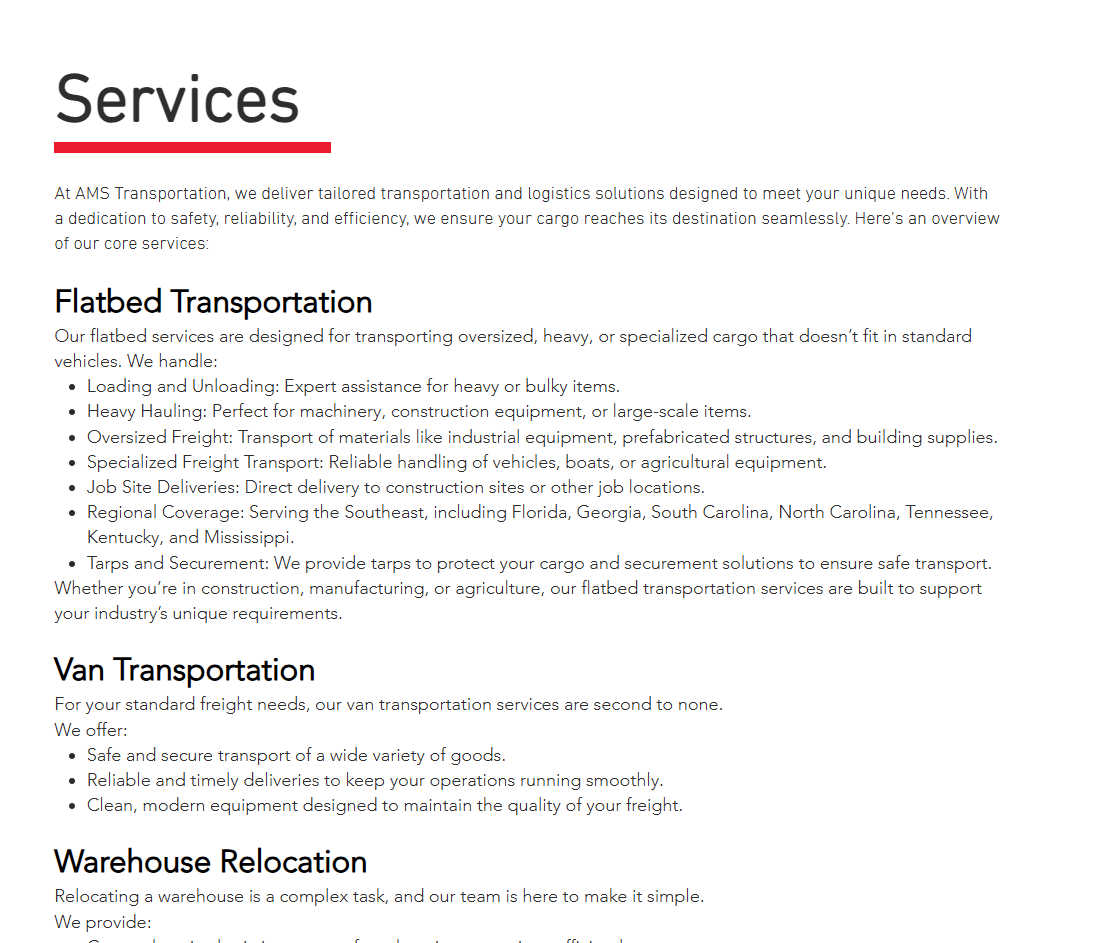 Services
At AMS Transportation, we deliver tailored transportation and logistics solutions designed to meet your unique needs. With
a dedication to safety, reliability, and efficiency, we ensure your cargo reaches its destination seamlessly. Here's an overview
of our core services:
Flatbed Transportation
Our flatbed services are designed for transporting oversized, heavy, or specialized cargo that doesn’t fit in standard
vehicles. We handle:
• Loading and Unloading: Expert assistance for heavy or bulky items.
• Heavy Hauling: Perfect for machinery, construction equipment, or large-scale items.
• Oversized Freight: Transport of materials like industrial equipment, prefabricated structures, and building supplies.
• Specialized Freight Transport: Reliable handling of vehicles, boats, or agricultural equipment.
• Job Site Deliveries: Direct delivery to construction sites or other job locations.
• Regional Coverage: Serving the Southeast, including Florida, Georgia, South Carolina, North Carolina, Tennessee,
Kentucky, and Mississippi.
• Tarps and Securement: We provide tarps to protect your cargo and securement solutions to ensure safe transport.
Whether you’re in construction, manufacturing, or agriculture, our flatbed transportation services are built to support
your industry’s unique requirements.
Van Transportation
For your standard freight needs, our van transportation services are second to none.
We offer:
• Safe and secure transport of a wide variety of goods.
• Reliable and timely deliveries to keep your operations running smoothly.
• Clean, modern equipment designed to maintain the quality of your freight.
Warehouse Relocation
Relocating a warehouse is a complex task, and our team is here to make it simple.
We provide: